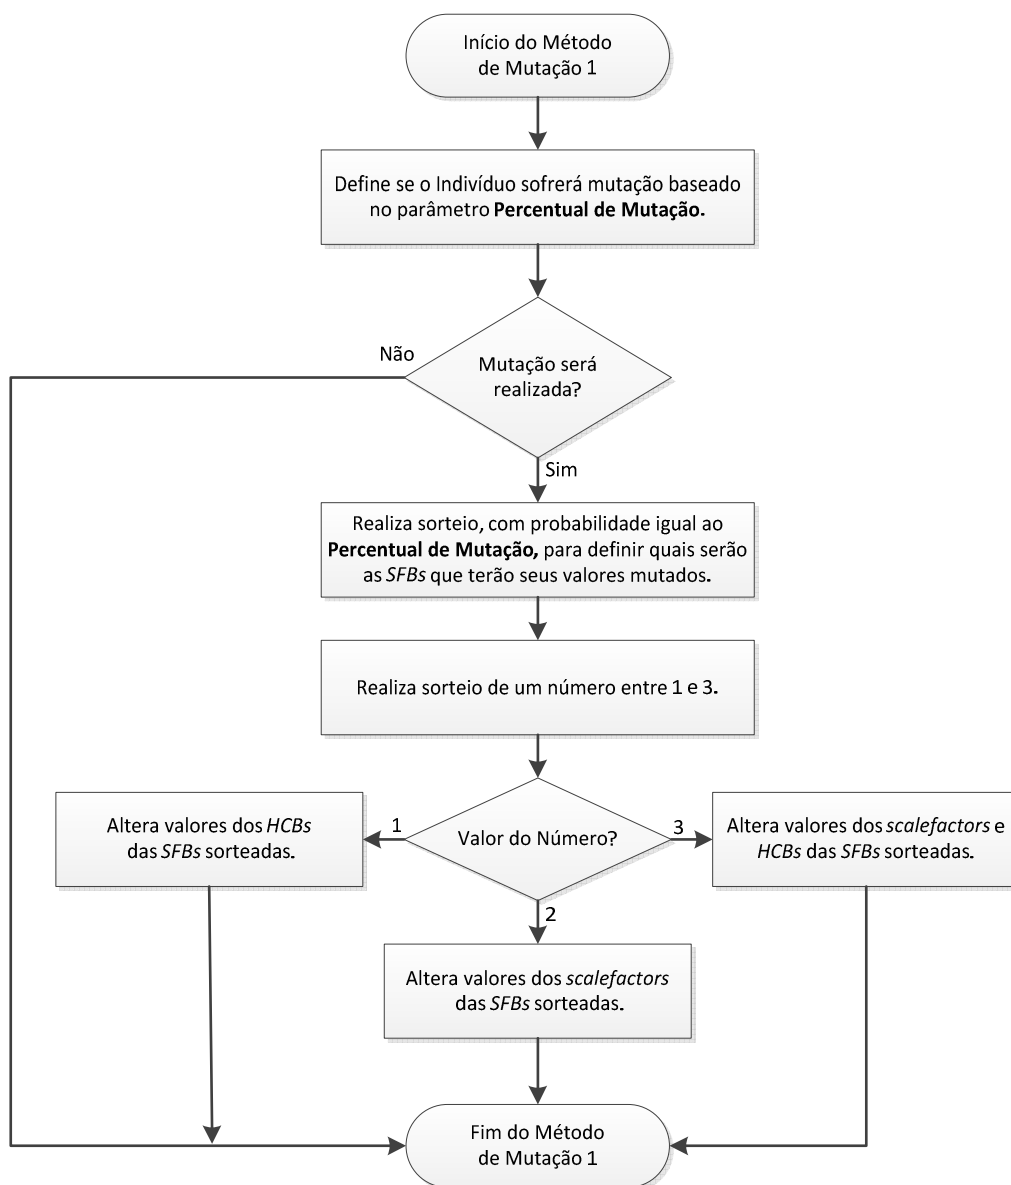 Início do Método
de Mutação 1
Define se o Indivíduo sofrerá mutação baseado
no parâmetro Percentual de Mutação.
Não
Mutação será
realizada?
Sim
Realiza sorteio, com probabilidade igual ao
Percentual de Mutação, para definir quais serão
as SFBs que terão seus valores mutados.
Realiza sorteio de um número entre 1 e 3.
Altera valores dos HCBs
das SFBs sorteadas.
1
Valor do Número?
3
Altera valores dos scalefactors e
HCBs das SFBs sorteadas.
2
Altera valores dos scalefactors
das SFBs sorteadas.
Fim do Método
de Mutação 1